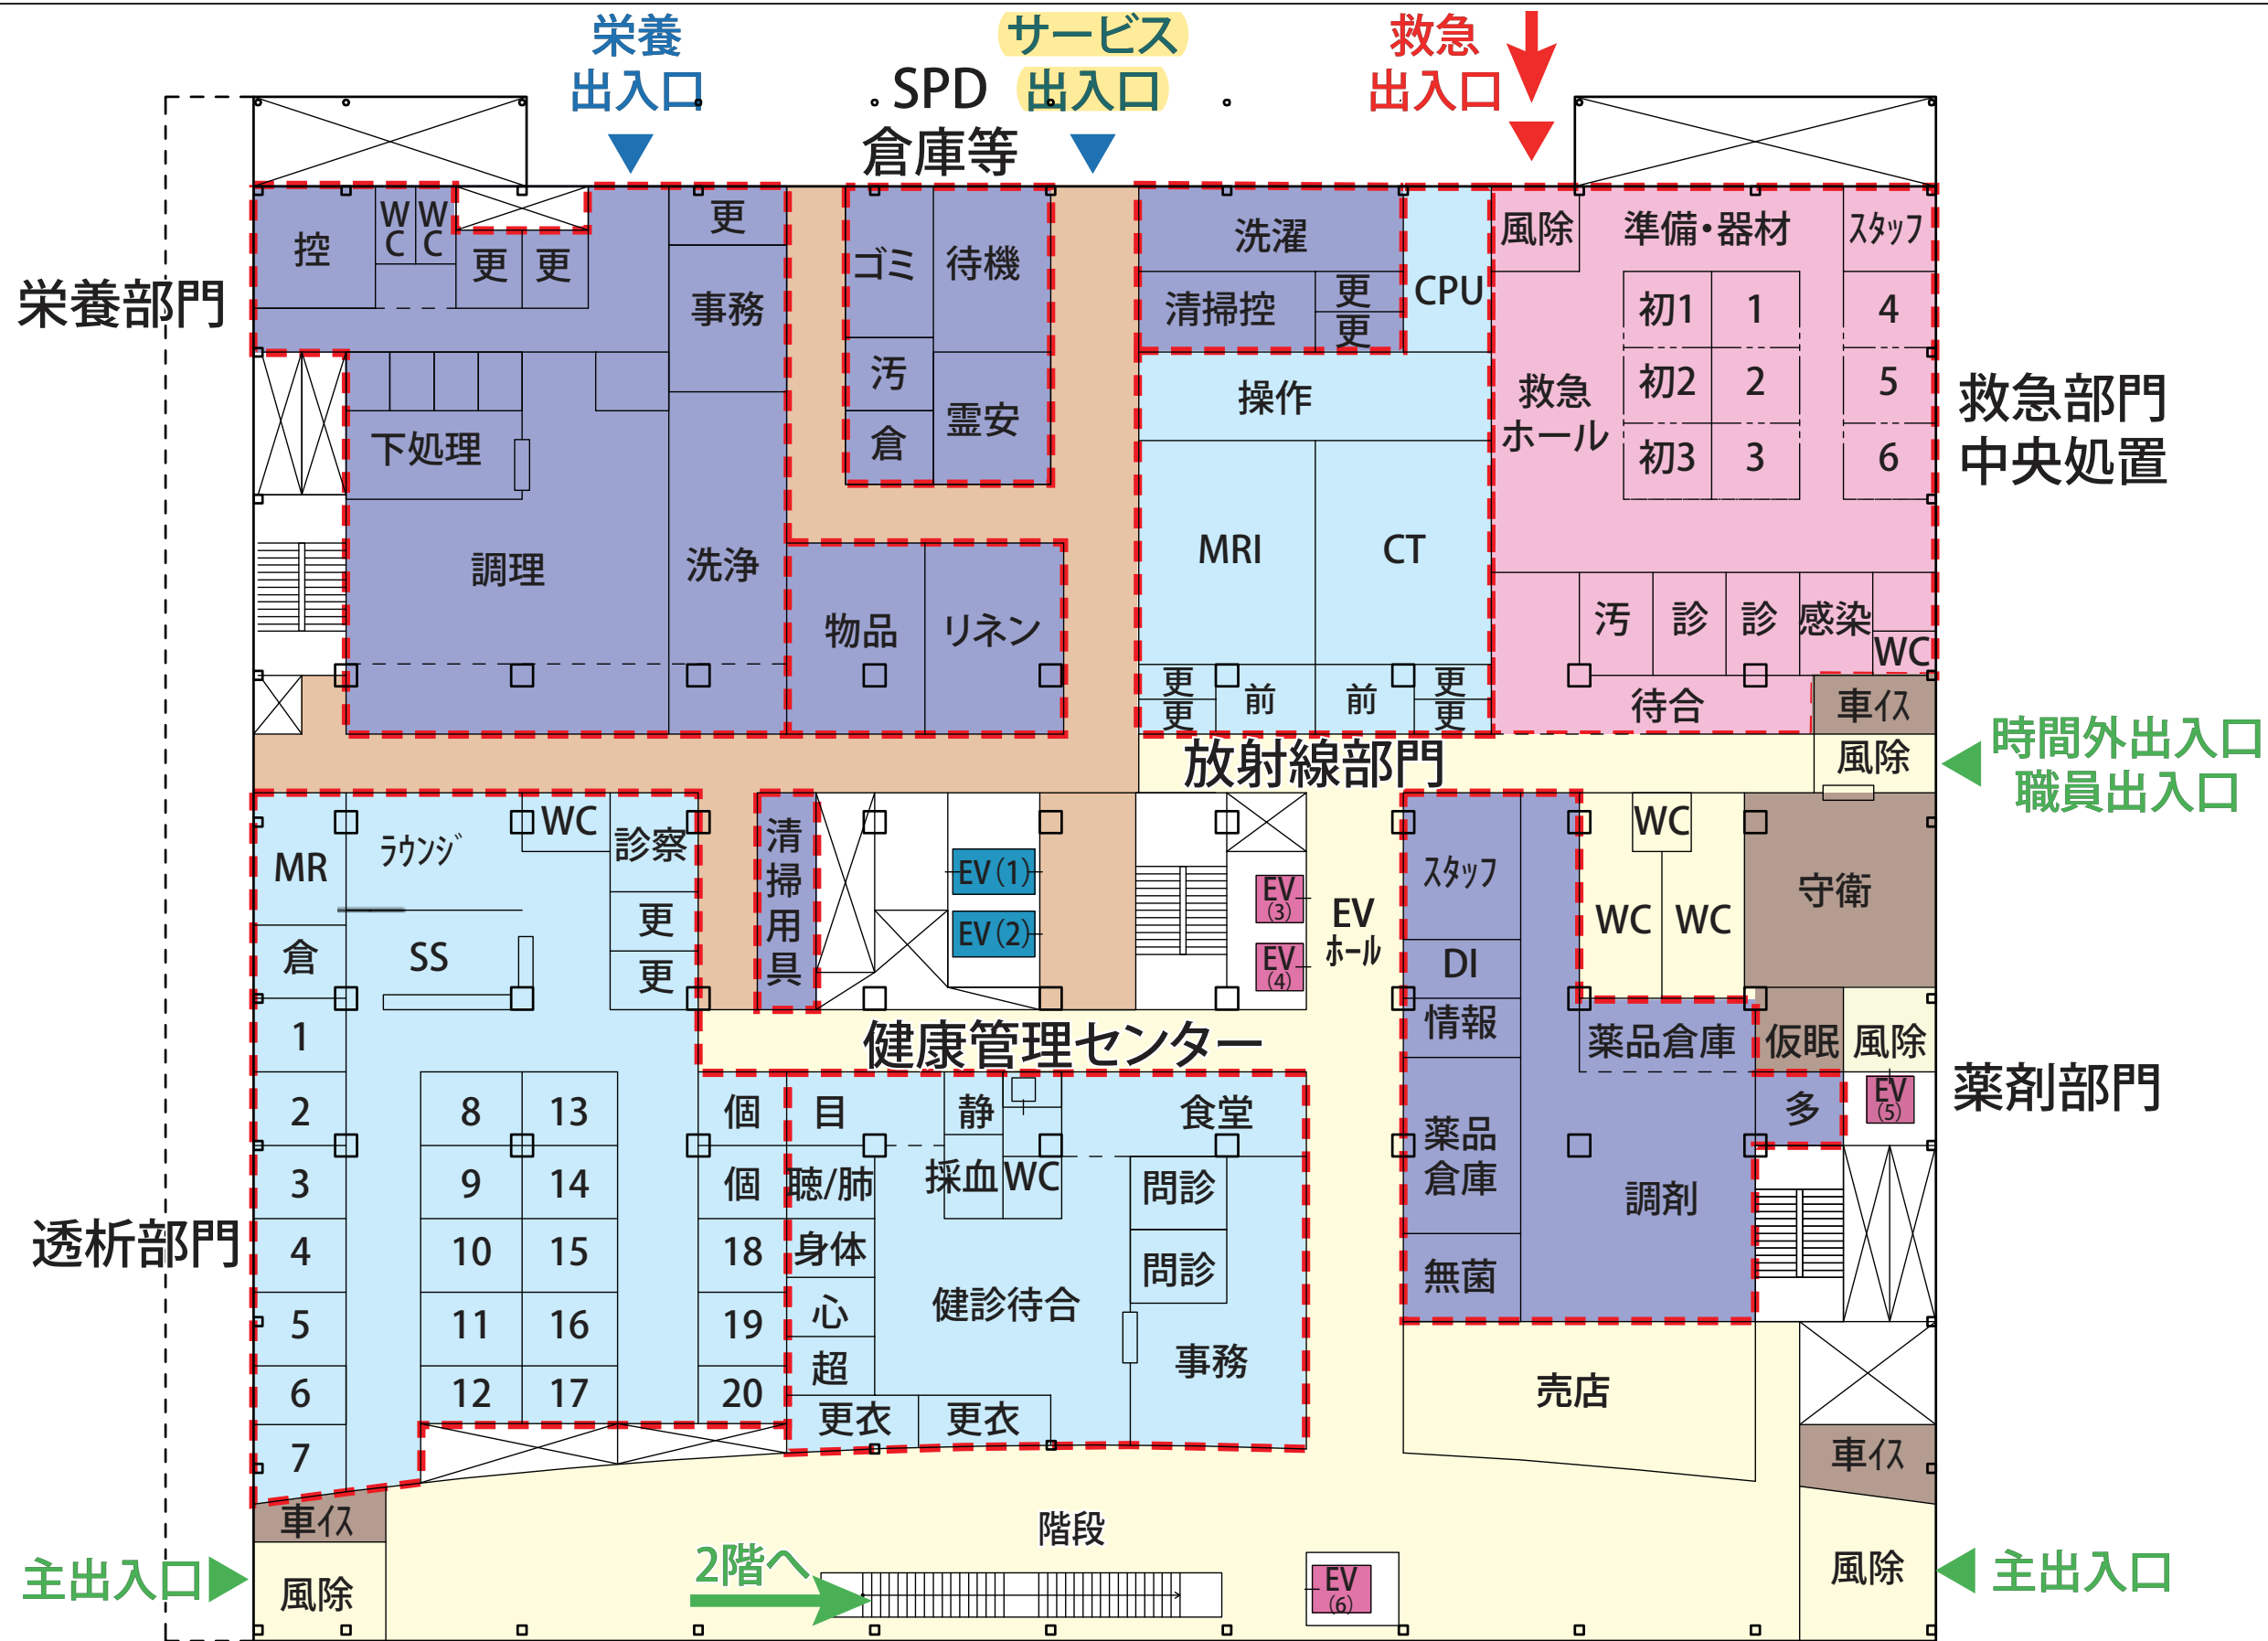 栄養
出入口
SPD
倉庫等
サービス
出入口
救急
出入口
栄養部門
控
WC
WC
更
更
更
事務
下処理
調理
洗浄
ゴミ
待機
汚
倉
霊安
物品
リネン
洗濯
清掃控
更
更
CPU
操作
MRI
CT
更
更
前
前
更
更
放射線部門
風除
準備・器材
スタッフ
救急
ホール
初1
1
4
初2
2
5
初3
3
6
汚
診
診
感染
WC
待合
車イス
風除
救急部門
中央処置
時間外出入口
職員出入口
MR
ラウンジ
WC
診察
更
更
倉
SS
1
2
3
4
5
6
7
8
13
9
14
10
15
11
16
12
17
個
個
18
19
20
透析部門
清掃用具
EV(1)
EV(2)
EV
(3)
EV
(4)
EV
ホール
健康管理センター
目
静
食堂
聴/肺
採血
WC
問診
身体
問診
心
健診待合
超
事務
更衣
更衣
スタッフ
DI
情報
薬品
倉庫
無菌
薬品倉庫
調剤
多
WC
WC
WC
守衛
仮眠
風除
EV
(5)
薬剤部門
売店
車イス
風除
主出入口
車イス
風除
主出入口
2階へ
階段
EV
(6)